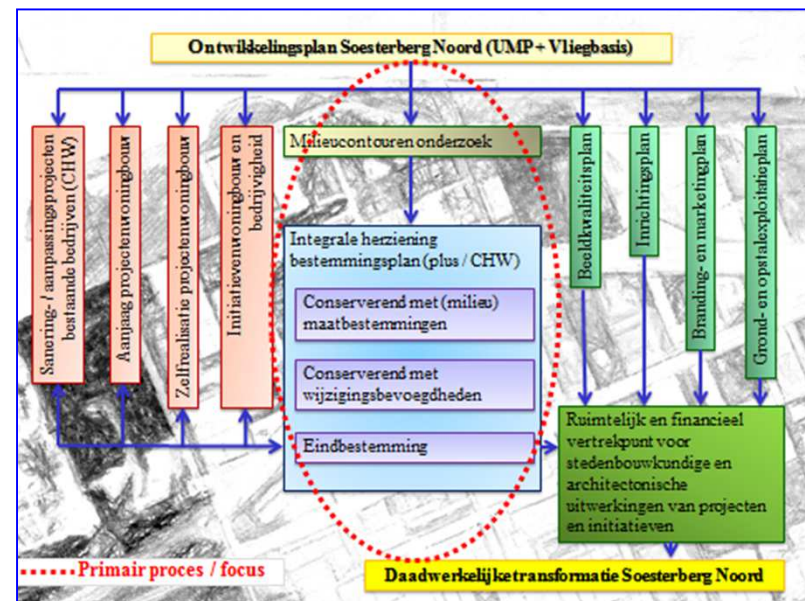 Ontwikkelingsplan Soesterberg Noord (UMP + Vliegbasis)
Sanering- / aanpassingsprojecten
bestaande bedrijven (CHW)
Aanjaag projectenwoningbouw
Zelfrealisatie projectenwoningbouw
Initiatievenwoningbouw en
bedrijvigheid
Milieucontouren onderzoek
Integrale herziening
bestemmingsplan (plus / CHW)
Conserverend met (milieu)
maatbestemmingen
Conserverend met
wijzigingsbevoegdheden
Eindbestemming
Beeldkwaliteitsplan
Inrichtingsplan
Branding- en marketingplan
Grond- en opstalexploitatieplan
Ruimtelijk en financieel
vertrekpunt voor
stedenbouwkundige en
architectonische
uitwerkingen van projecten
en initiatieven
Primair proces / focus
Daadwerkelijketransformatie Soesterberg Noord